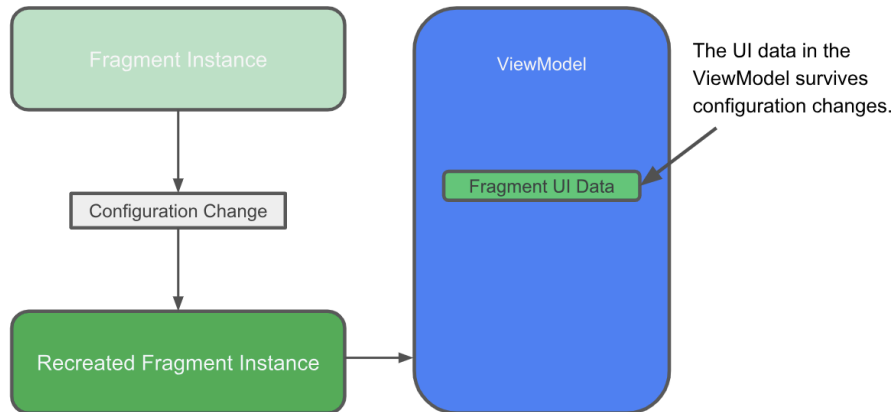 Fragment Instance
ViewModel
The UI data in the
ViewModel survives
configuration changes.
Fragment UI Data
Configuration Change
Recreated Fragment Instance